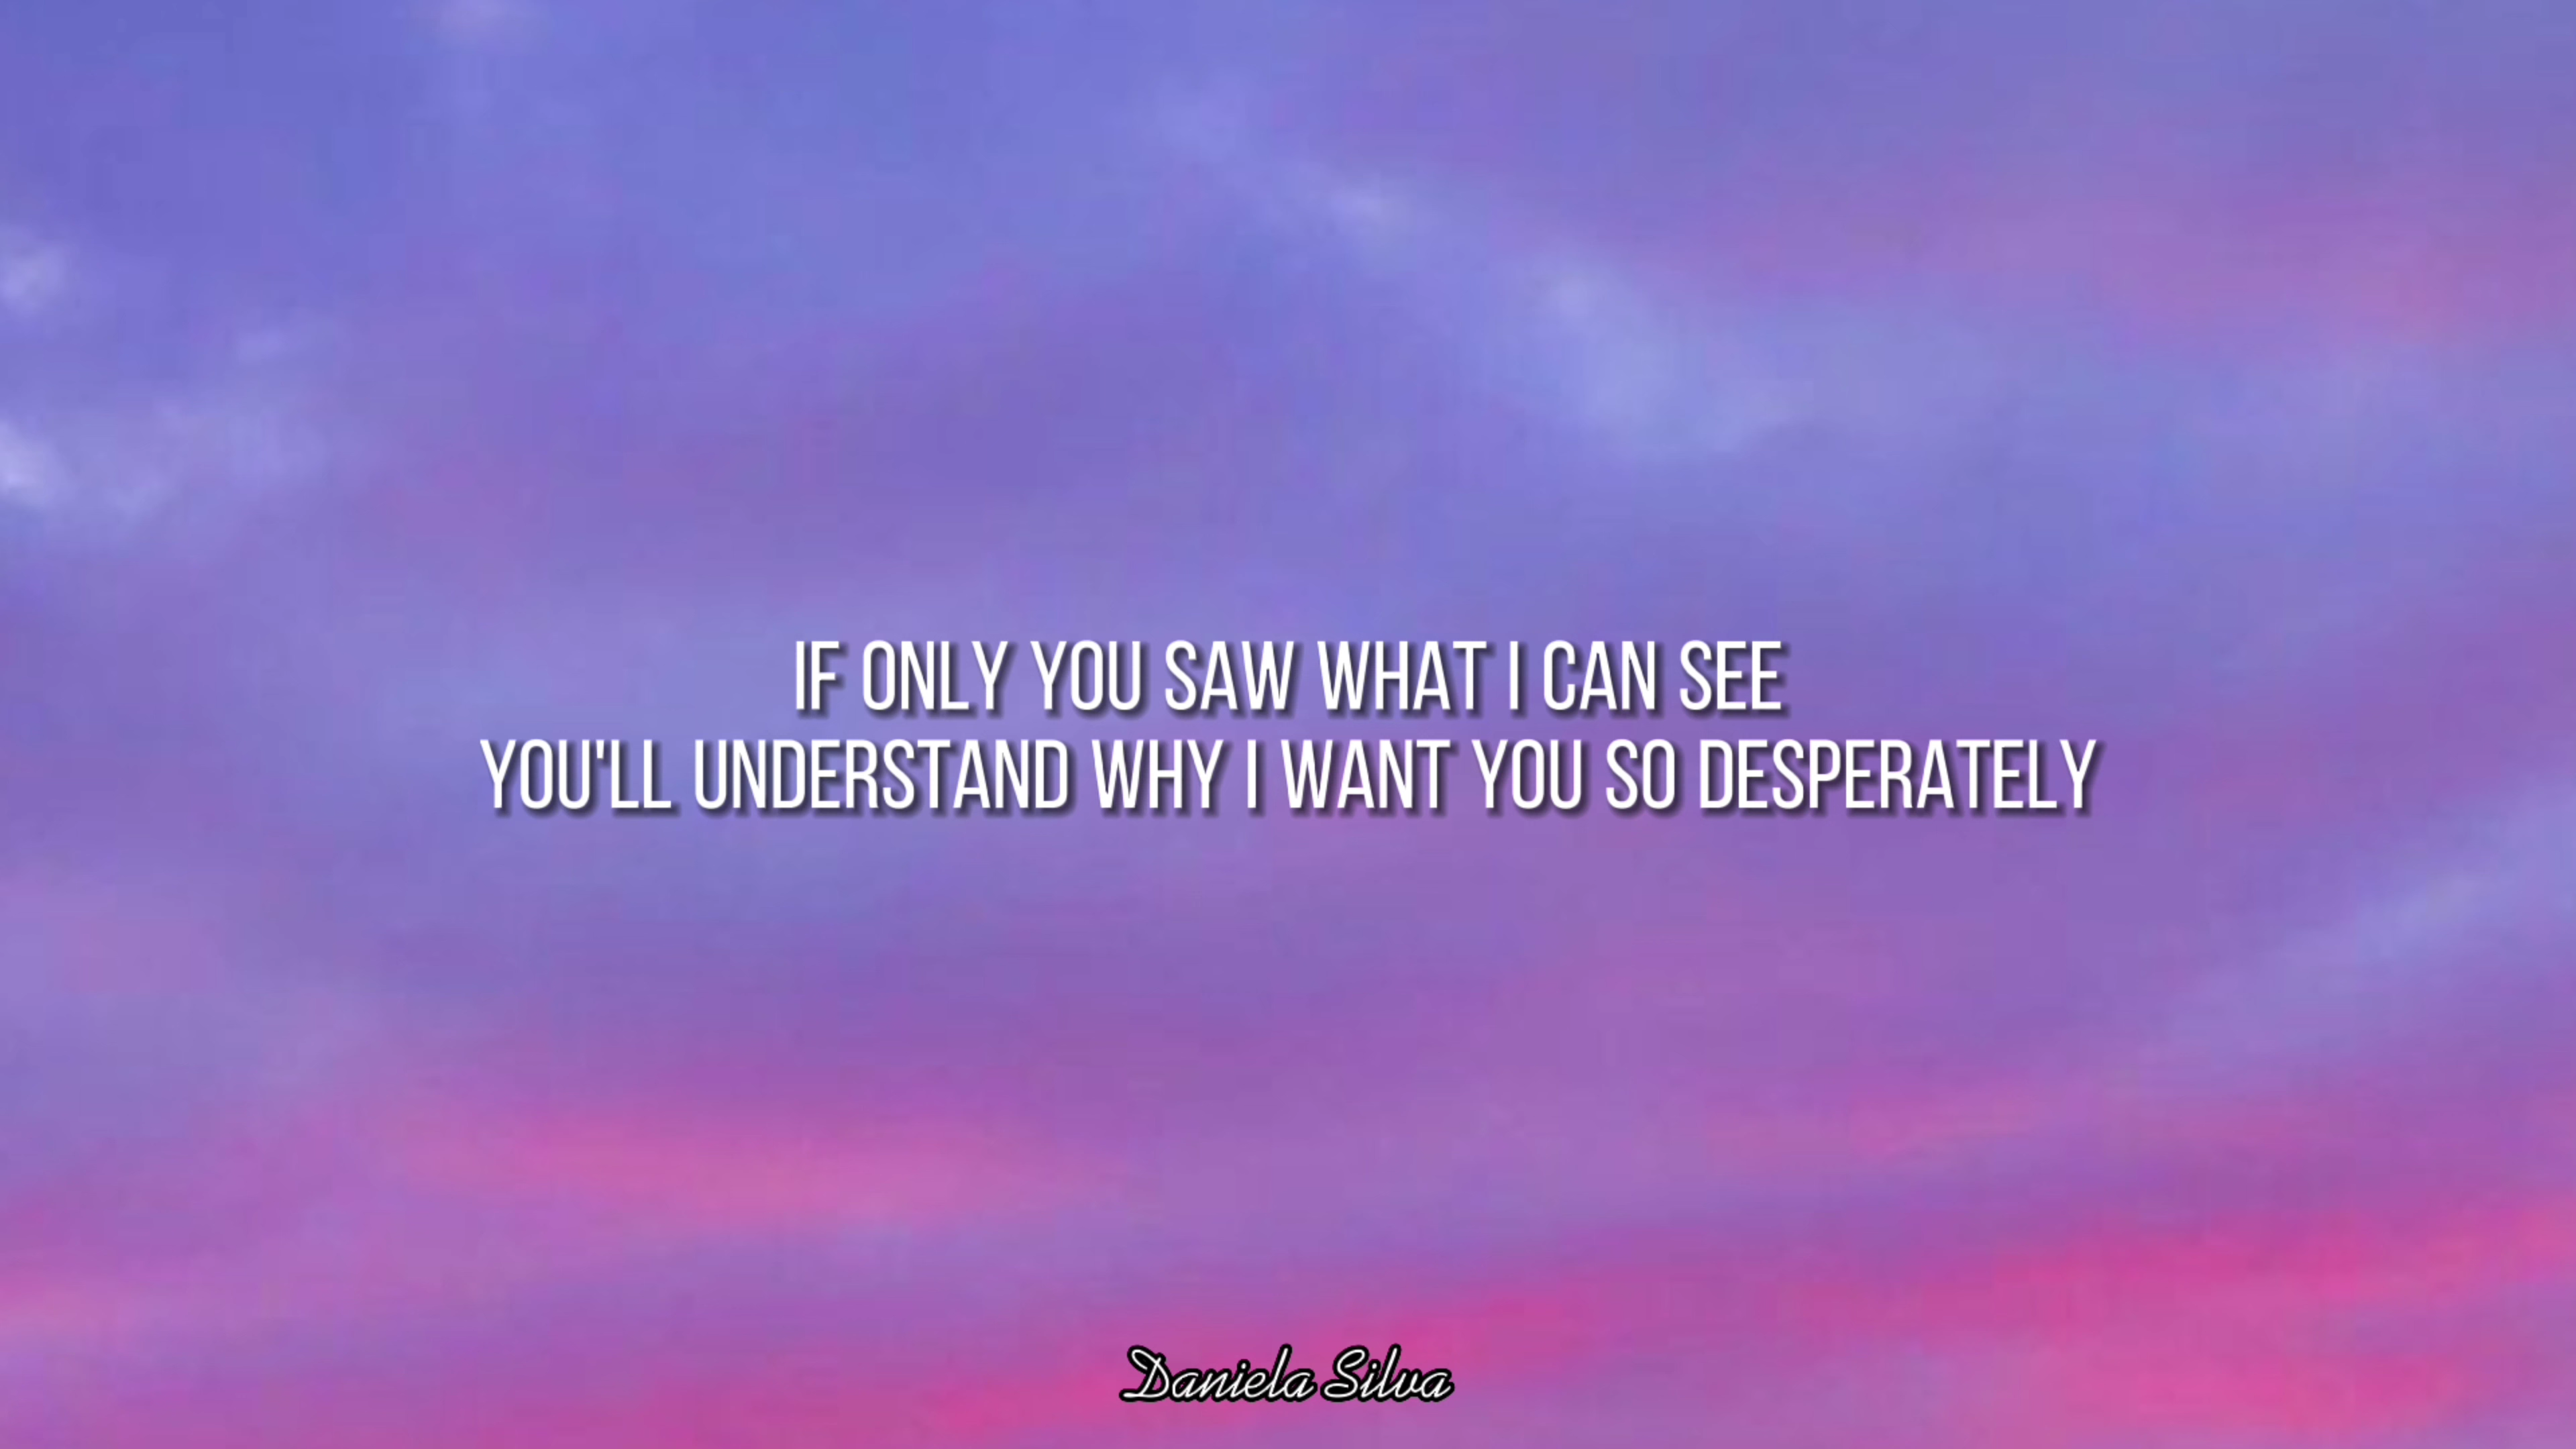 IF ONLY YOU SAW WHAT I CAN SEE
YOU'LL UNDERSTAND WHY I WANT YOU SO DESPERATELY
Daniela Silva